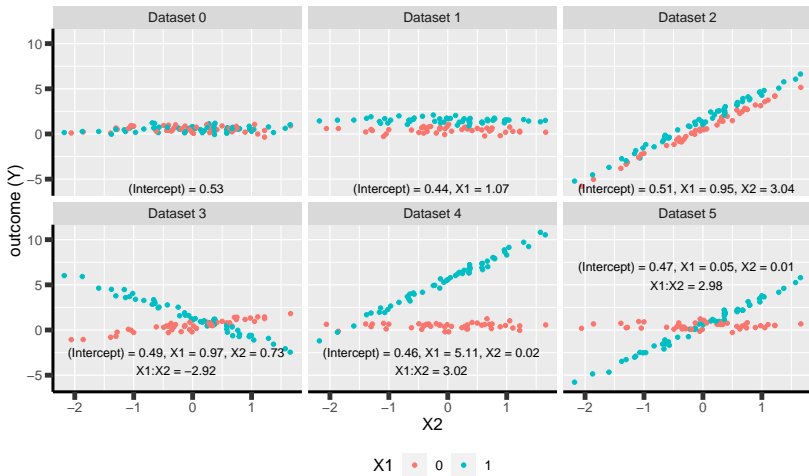 Dataset 0
Dataset 1
Dataset 2
10
5
0
−5
(Intercept) = 0.53
(Intercept) = 0.44, X1 = 1.07
(Intercept) = 0.51, X1 = 0.95, X2 = 3.04
outcome (Y)
Dataset 3
Dataset 4
Dataset 5
10
5
0
−5
(Intercept) = 0.49, X1 = 0.97, X2 = 0.73
X1:X2 = −2.92
(Intercept) = 0.46, X1 = 5.11, X2 = 0.02
X1:X2 = 3.02
(Intercept) = 0.47, X1 = 0.05, X2 = 0.01
X1:X2 = 2.98
−2 −1 0 1
−2 −1 0 1
−2 −1 0 1
X2
X1 0 1